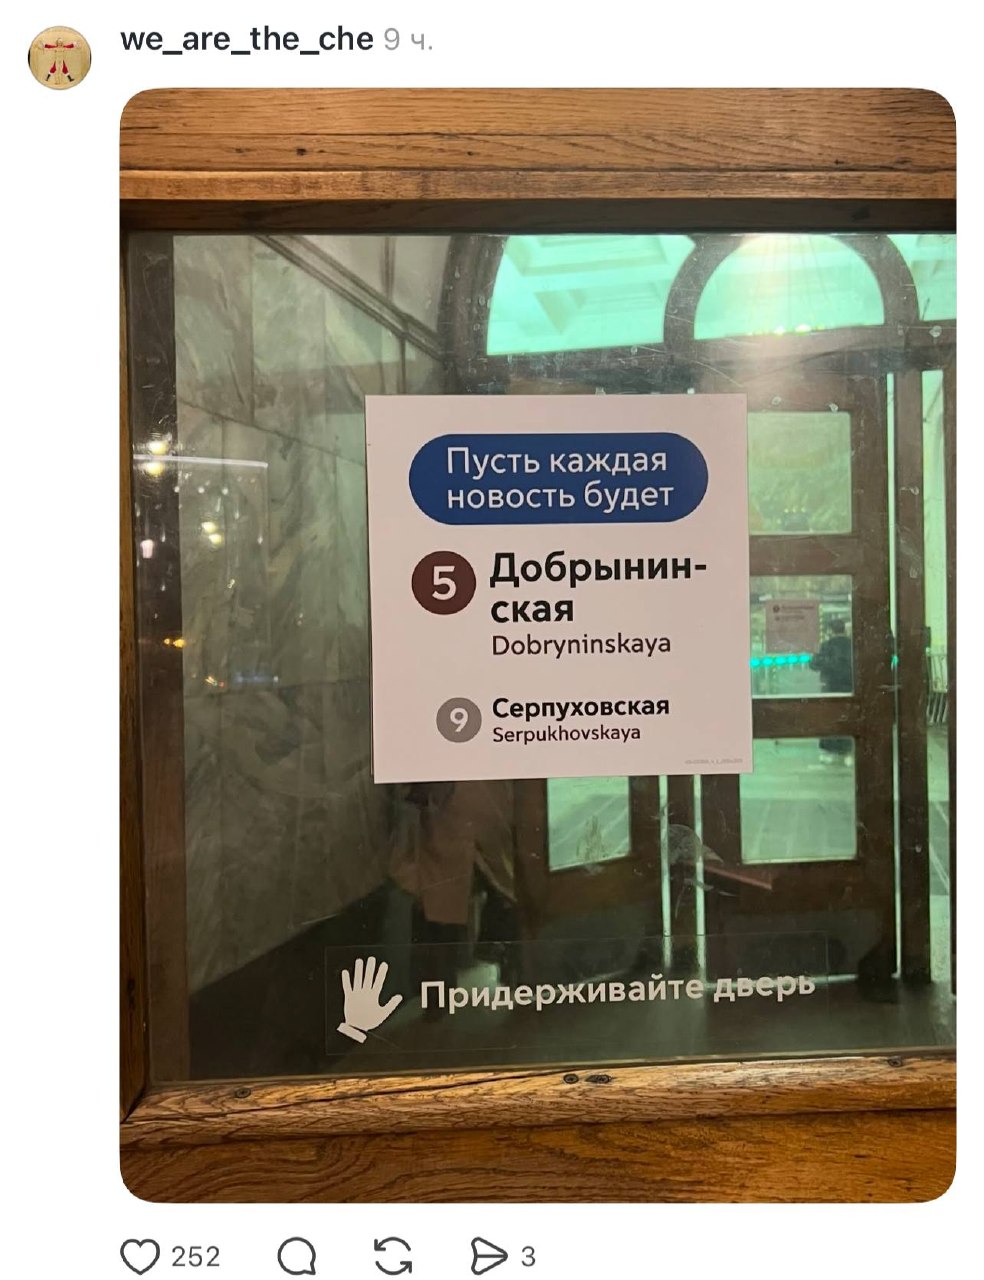 we_are_the_che 9 ч.
Пусть каждая
новость будет
5 Добрынин-
ская
Dobryninskaya
9 Серпуховская
Serpukhovskaya
Придерживайте дверь
252 3